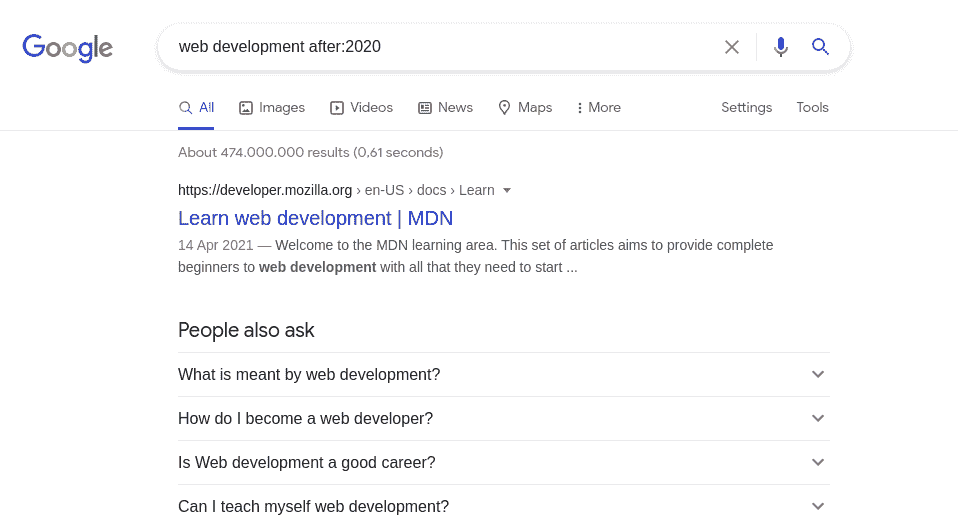 Google
web development after:2020
All Images Videos News Maps More Settings Tools
About 474.000.000 results (0,61 seconds)
https://developer.mozilla.org › en-US › docs › Learn
Learn web development | MDN
14 Apr 2021 — Welcome to the MDN learning area. This set of articles aims to provide complete
beginners to web development with all that they need to start ...
People also ask
What is meant by web development?
How do I become a web developer?
Is Web development a good career?
Can I teach myself web development?